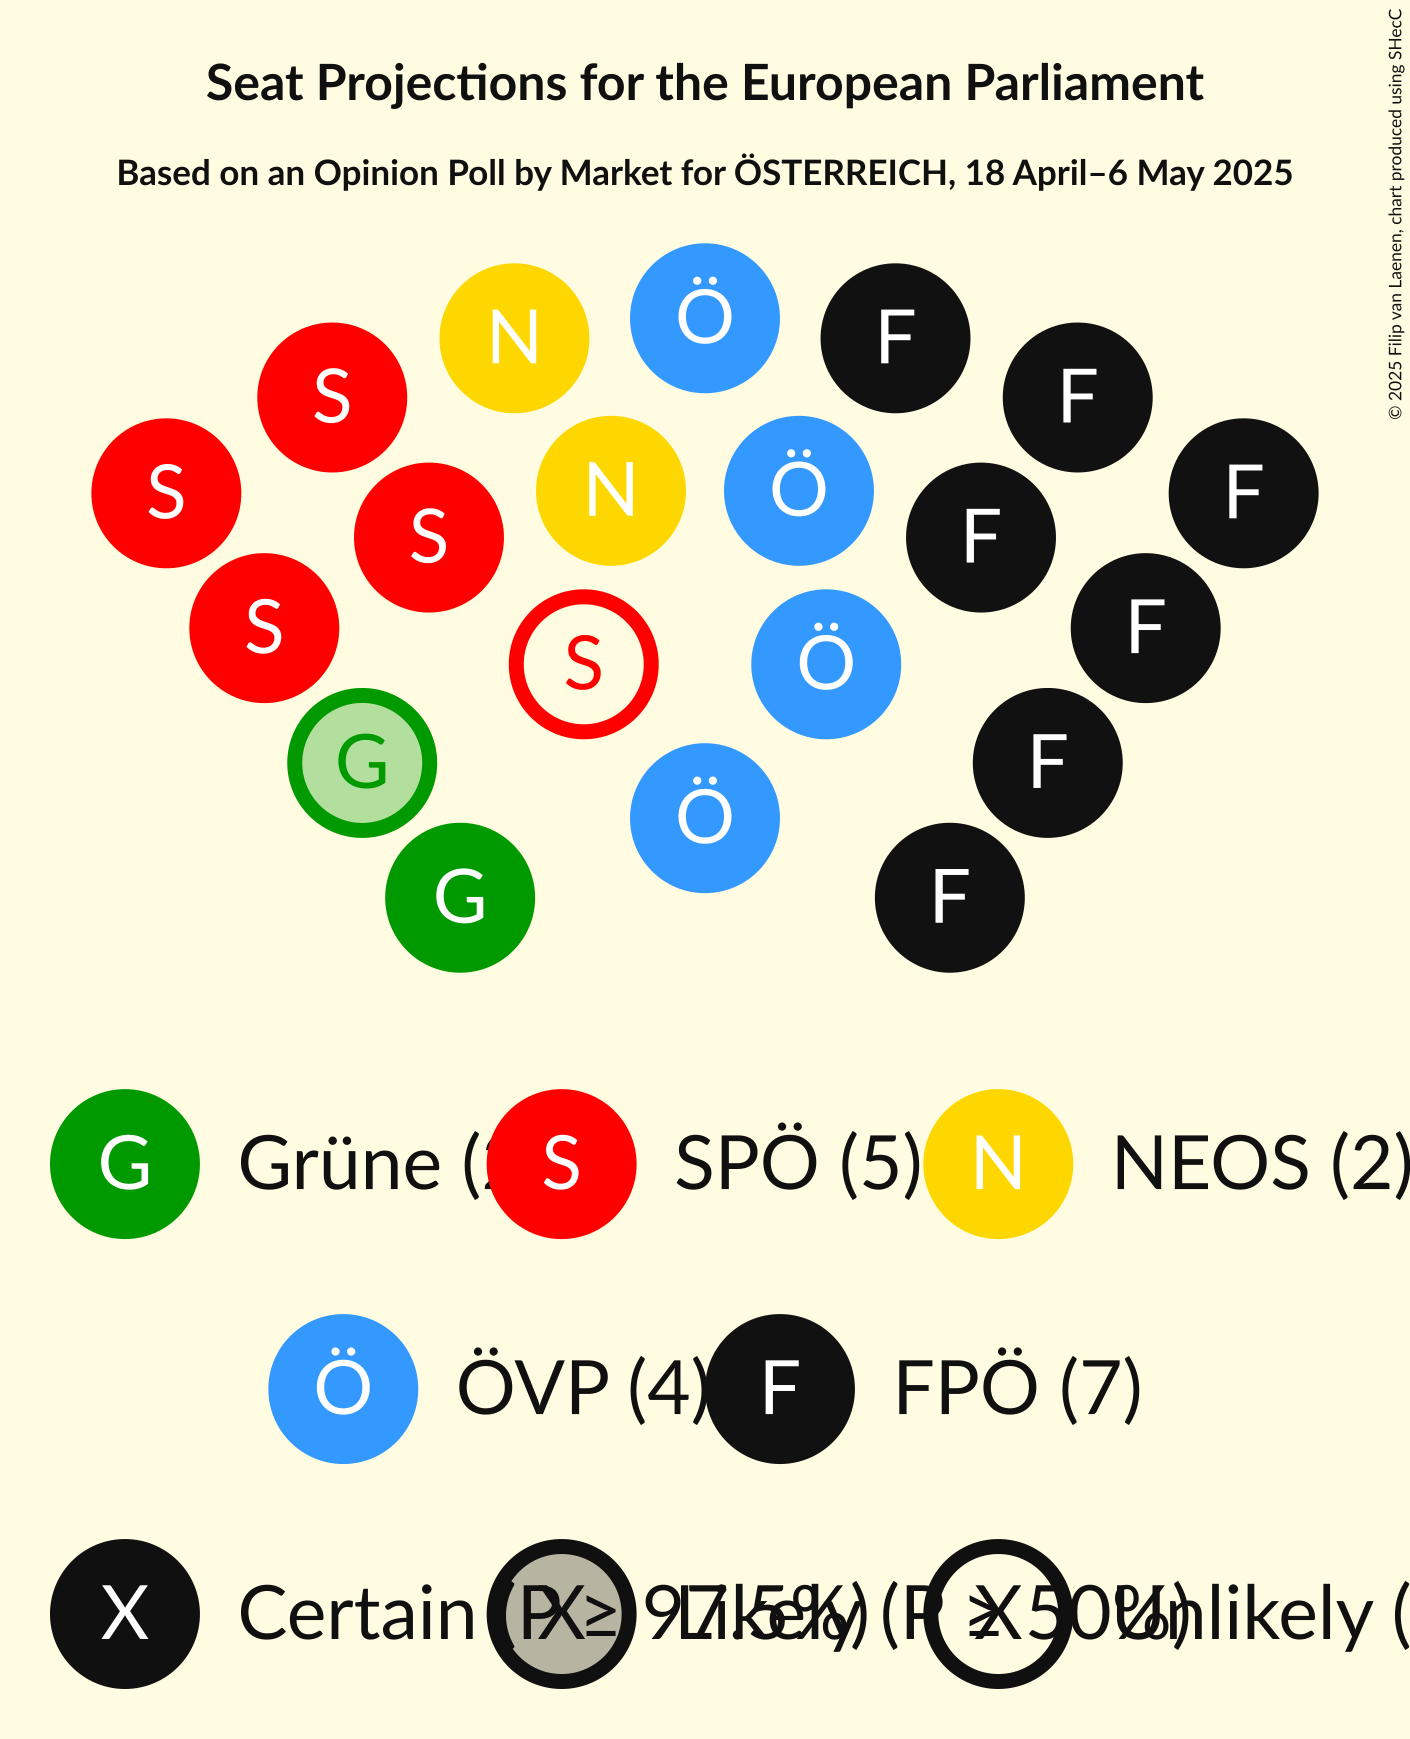 Seat Projections for the European Parliament
Based on an Opinion Poll by Market for ÖSTERREICH, 18 April–6 May 2025
© 2025 Filip van Laenen, chart produced using SHecC
Ö
N F
S F
S N Ö F
S F
S F
S Ö
G F
Ö
G F
G Grüne ( S SPÖ (5) N NEOS (2)
Ö ÖVP (4) F FPÖ (7)
X Certain (P ≥ 97.5%) X Likely (P ≥ 50%) X Unlikely (